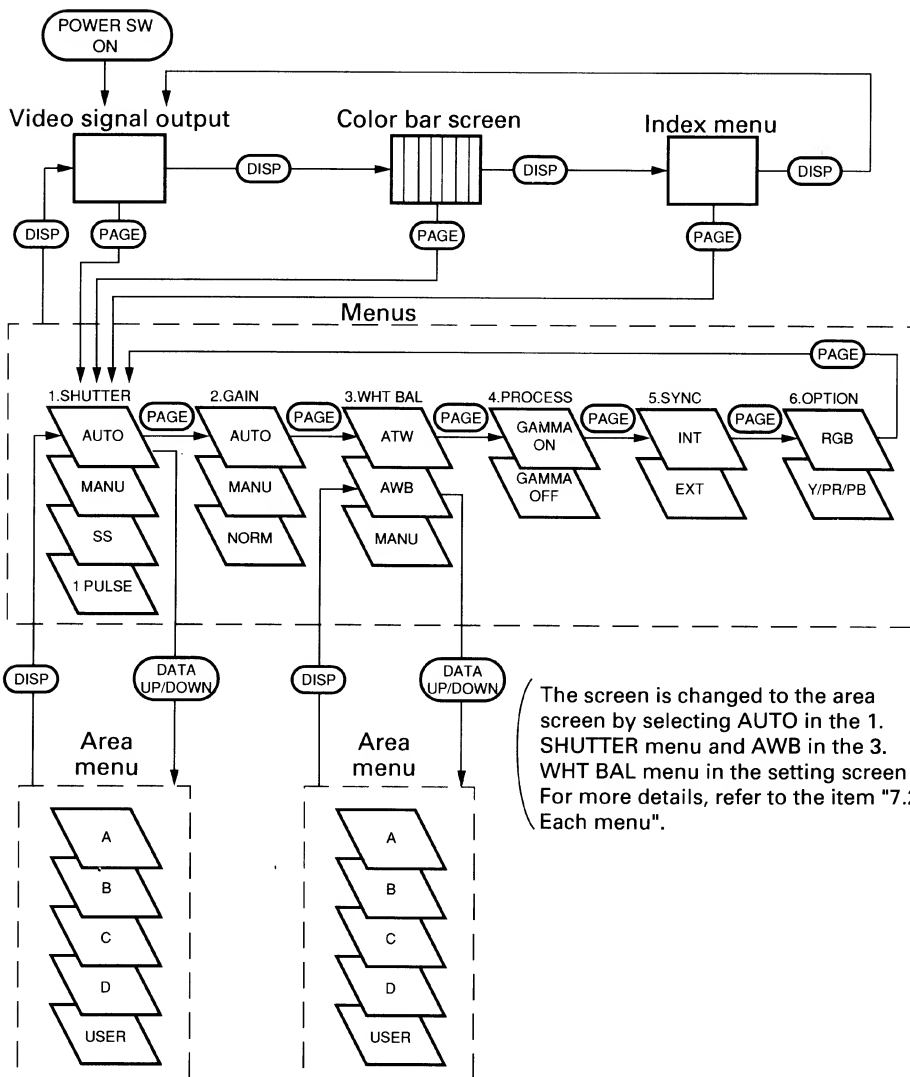 POWER SW
ON
Video signal output
Color bar screen
Index menu
DISP
DISP
DISP
DISP
PAGE
PAGE
PAGE
Menus
PAGE
1.SHUTTER
2.GAIN
3.WHT BAL
4.PROCESS
5.SYNC
6.OPTION
PAGE
PAGE
PAGE
PAGE
PAGE
AUTO
AUTO
ATW
GAMMA
ON
INT
RGB
MANU
MANU
AWB
GAMMA
OFF
EXT
Y/PR/PB
SS
NORM
MANU
1 PULSE
DISP
DATA
UP/DOWN
DISP
DATA
UP/DOWN
The screen is changed to the area
screen by selecting AUTO in the 1.
SHUTTER menu and AWB in the 3.
WHT BAL menu in the setting screen
For more details, refer to the item "7.2
Each menu".
Area
menu
A
B
C
D
USER
Area
menu
A
B
C
D
USER